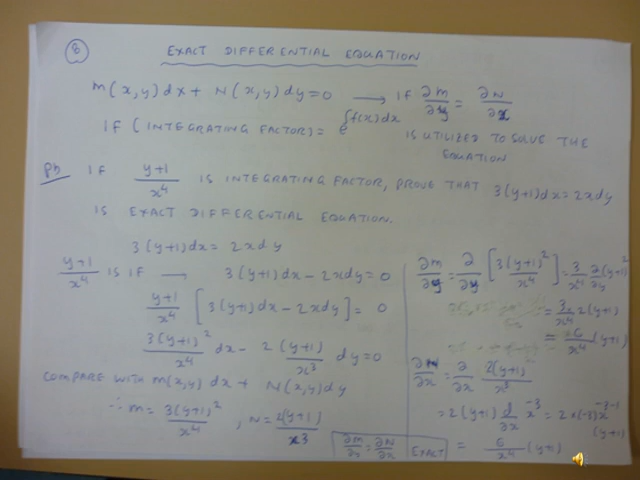 8
EXACT DIFFERENTIAL EQUATION
M(x,y)dx + N(x,y)dy=0 → IF ∂M/∂y = ∂N/∂x
IF (INTEGRATING FACTOR) = e^∫f(x)dx IS UTILIZED TO SOLVE THE
EQUATION
Pb IF y+1/x⁴ IS INTEGRATING FACTOR, PROVE THAT 3(y+1)dx=2xdy
IS EXACT DIFFERENTIAL EQUATION.
3(y+1)dx=2xdy
y+1/x⁴ IS IF → 3(y+1)dx-2xdy=0
y+1/x⁴ [3(y+1)dx-2xdy]=0
3(y+1)²/x⁴ dx- 2(y+1)/x³ dy=0
COMPARE WITH M(x,y)dx + N(x,y)dy
∴ M= 3(y+1)²/x⁴ , N= 2(y+1)/x3
∂M/∂y = ∂/∂y [3(y+1)²/x⁴] = 3/x⁴ ∂/∂y (y+1)²
= 3/x⁴ 2(y+1)
= 6/x⁴ (y+1)
∂N/∂x = ∂/∂x 2(y+1)/x³
=2(y+1) d/∂x x⁻³ = 2×(-3)x⁻³⁻¹
(y+1)
= 6/x⁴ (y+1)
∂M/∂y = ∂N/∂x EXACT